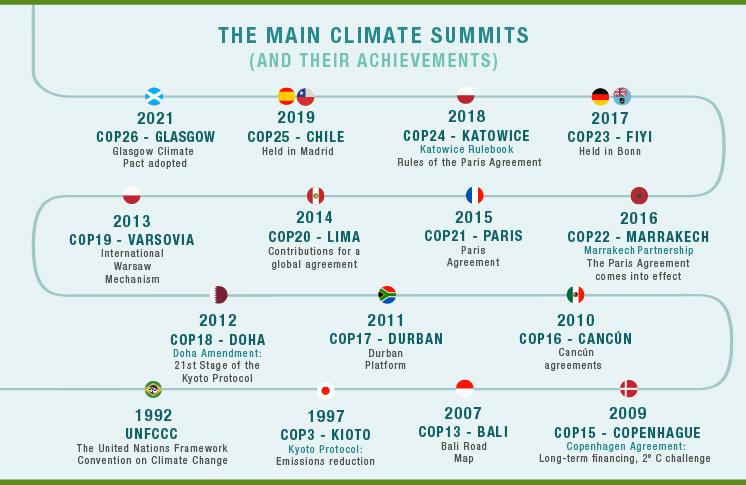 THE MAIN CLIMATE SUMMITS
(AND THEIR ACHIEVEMENTS)
2021
COP26 - GLASGOW
Glasgow Climate
Pact adopted
2019
COP25 - CHILE
Held in Madrid
2018
COP24 - KATOWICE
Katowice Rulebook
Rules of the Paris Agreement
2017
COP23 - FIYI
Held in Bonn
2013
COP19 - VARSOVIA
International
Warsaw
Mechanism
2014
COP20 - LIMA
Contributions for a
global agreement
2015
COP21 - PARIS
Paris
Agreement
2016
COP22 - MARRAKECH
Marrakech Partnership
The Paris Agreement
comes into effect
2012
COP18 - DOHA
Doha Amendment:
21st Stage of the
Kyoto Protocol
2011
COP17 - DURBAN
Durban
Platform
2010
COP16 - CANCÚN
Cancún
agreements
1992
UNFCCC
The United Nations Framework
Convention on Climate Change
1997
COP3 - KIOTO
Kyoto Protocol:
Emissions reduction
2007
COP13 - BALI
Bali Road
Map
2009
COP15 - COPENHAGUE
Copenhagen Agreement:
Long-term financing, 2º C challenge